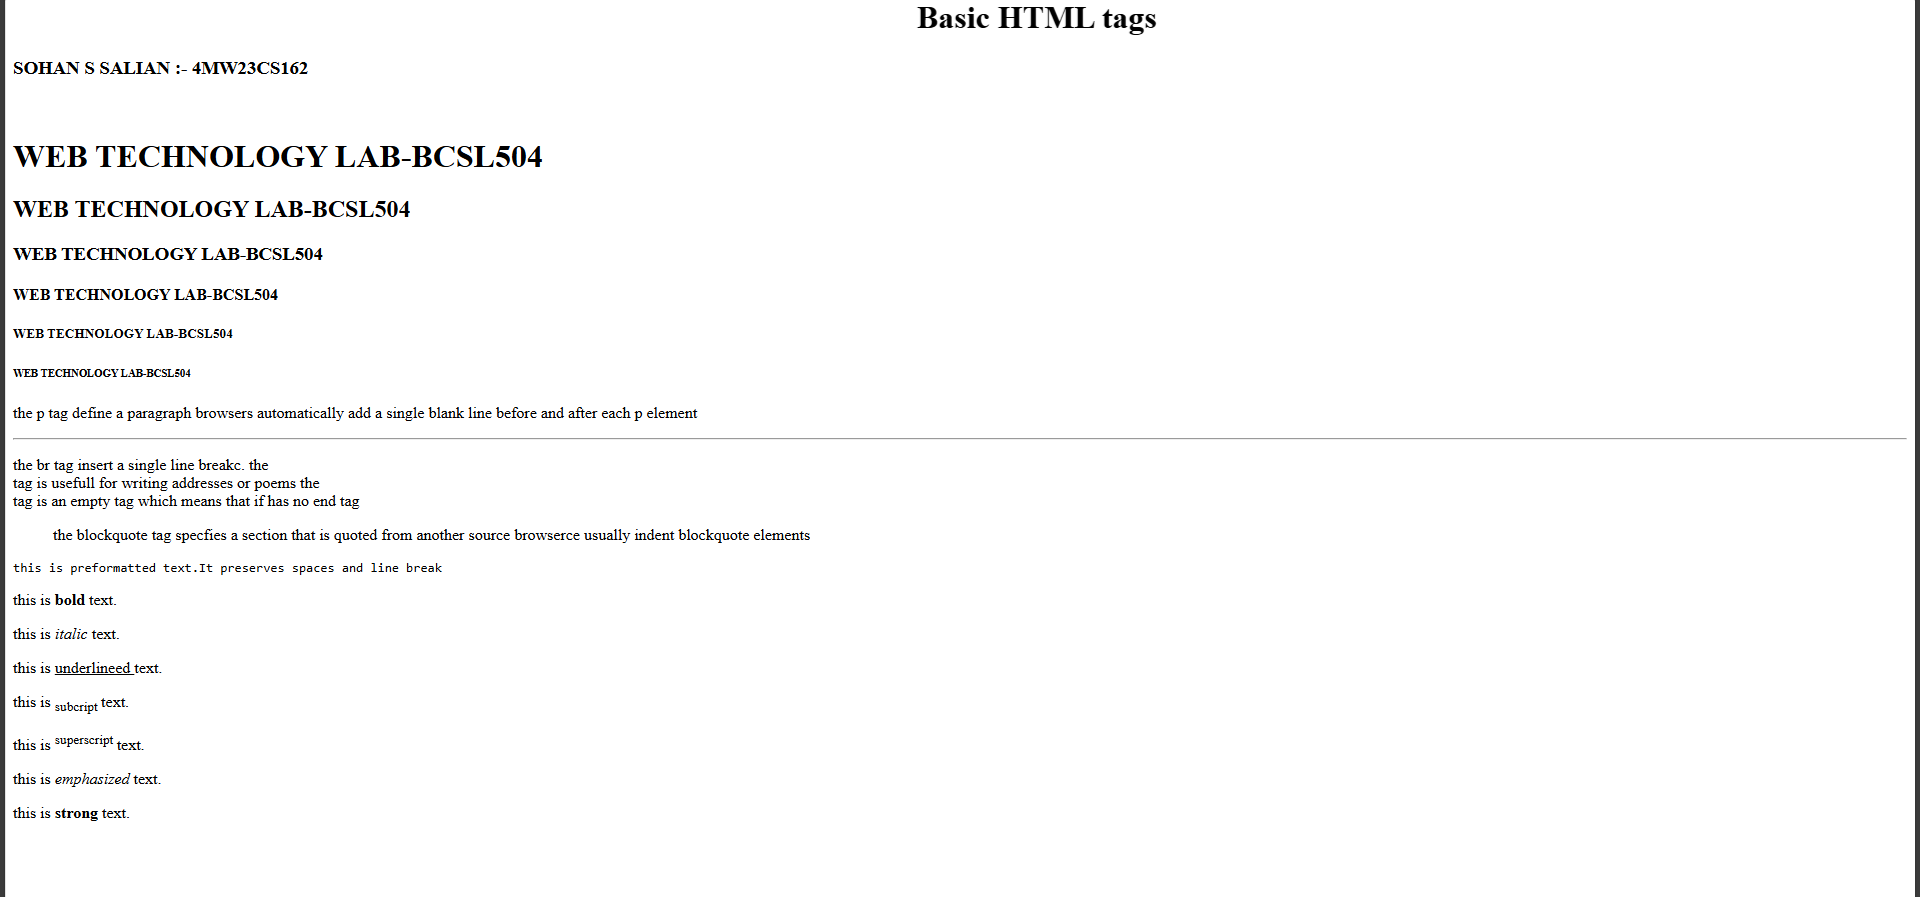 Basic HTML tags
SOHAN S SALIAN :- 4MW23CS162
WEB TECHNOLOGY LAB-BCSL504
WEB TECHNOLOGY LAB-BCSL504
WEB TECHNOLOGY LAB-BCSL504
WEB TECHNOLOGY LAB-BCSL504
WEB TECHNOLOGY LAB-BCSL504
WEB TECHNOLOGY LAB-BCSL504
the p tag define a paragraph browsers automatically add a single blank line before and after each p element
the br tag insert a single line breakc. the
tag is usefull for writing addresses or poems the
tag is an empty tag which means that if has no end tag
the blockquote tag specfies a section that is quoted from another source browserce usually indent blockquote elements
this is preformatted text.It preserves spaces and line break
this is bold text.
this is italic text.
this is underlineed text.
this is subcript text.
this is superscript text.
this is emphasized text.
this is strong text.